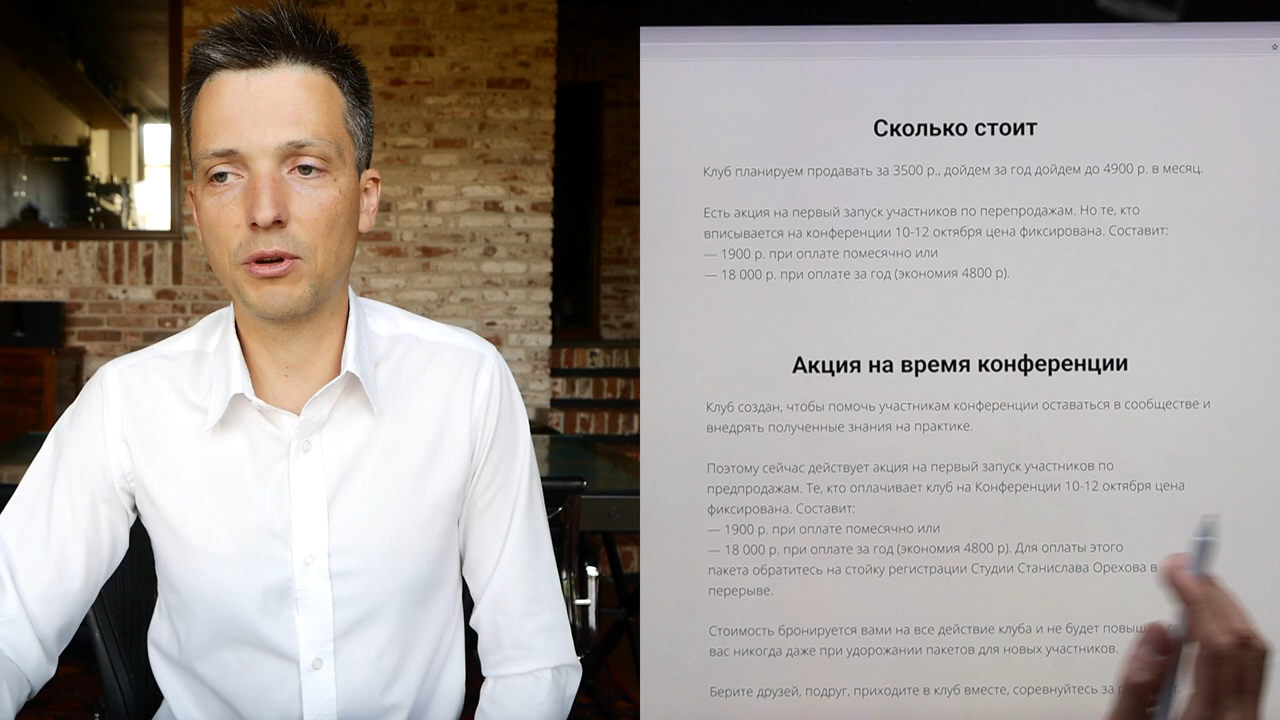 Сколько стоит
Клуб планируем продавать за 3500 р., дойдем за год дойдем до 4900 р. в месяц.
Есть акция на первый запуск участников по перепродажам. Но те, кто
вписывается на конференции 10-12 октября цена фиксирована. Составит:
— 1900 р. при оплате помесячно или
— 18 000 р. при оплате за год (экономия 4800 р).
Акция на время конференции
Клуб создан, чтобы помочь участникам конференции оставаться в сообществе и
внедрять полученные знания на практике.
Поэтому сейчас действует акция на первый запуск участников по
предпродажам. Те, кто оплачивает клуб на Конференции 10-12 октября цена
фиксирована. Составит:
— 1900 р. при оплате помесячно или
— 18 000 р. при оплате за год (экономия 4800 р). Для оплаты этого
пакета обратитесь на стойку регистрации Студии Станислава Орехова в
перерыве.
Стоимость бронируется вами на все действие клуба и не будет
вас никогда даже при удорожании пакетов для новых участников.
Берите друзей, подруг, приходите в клуб вместе, соревнуйтесь за